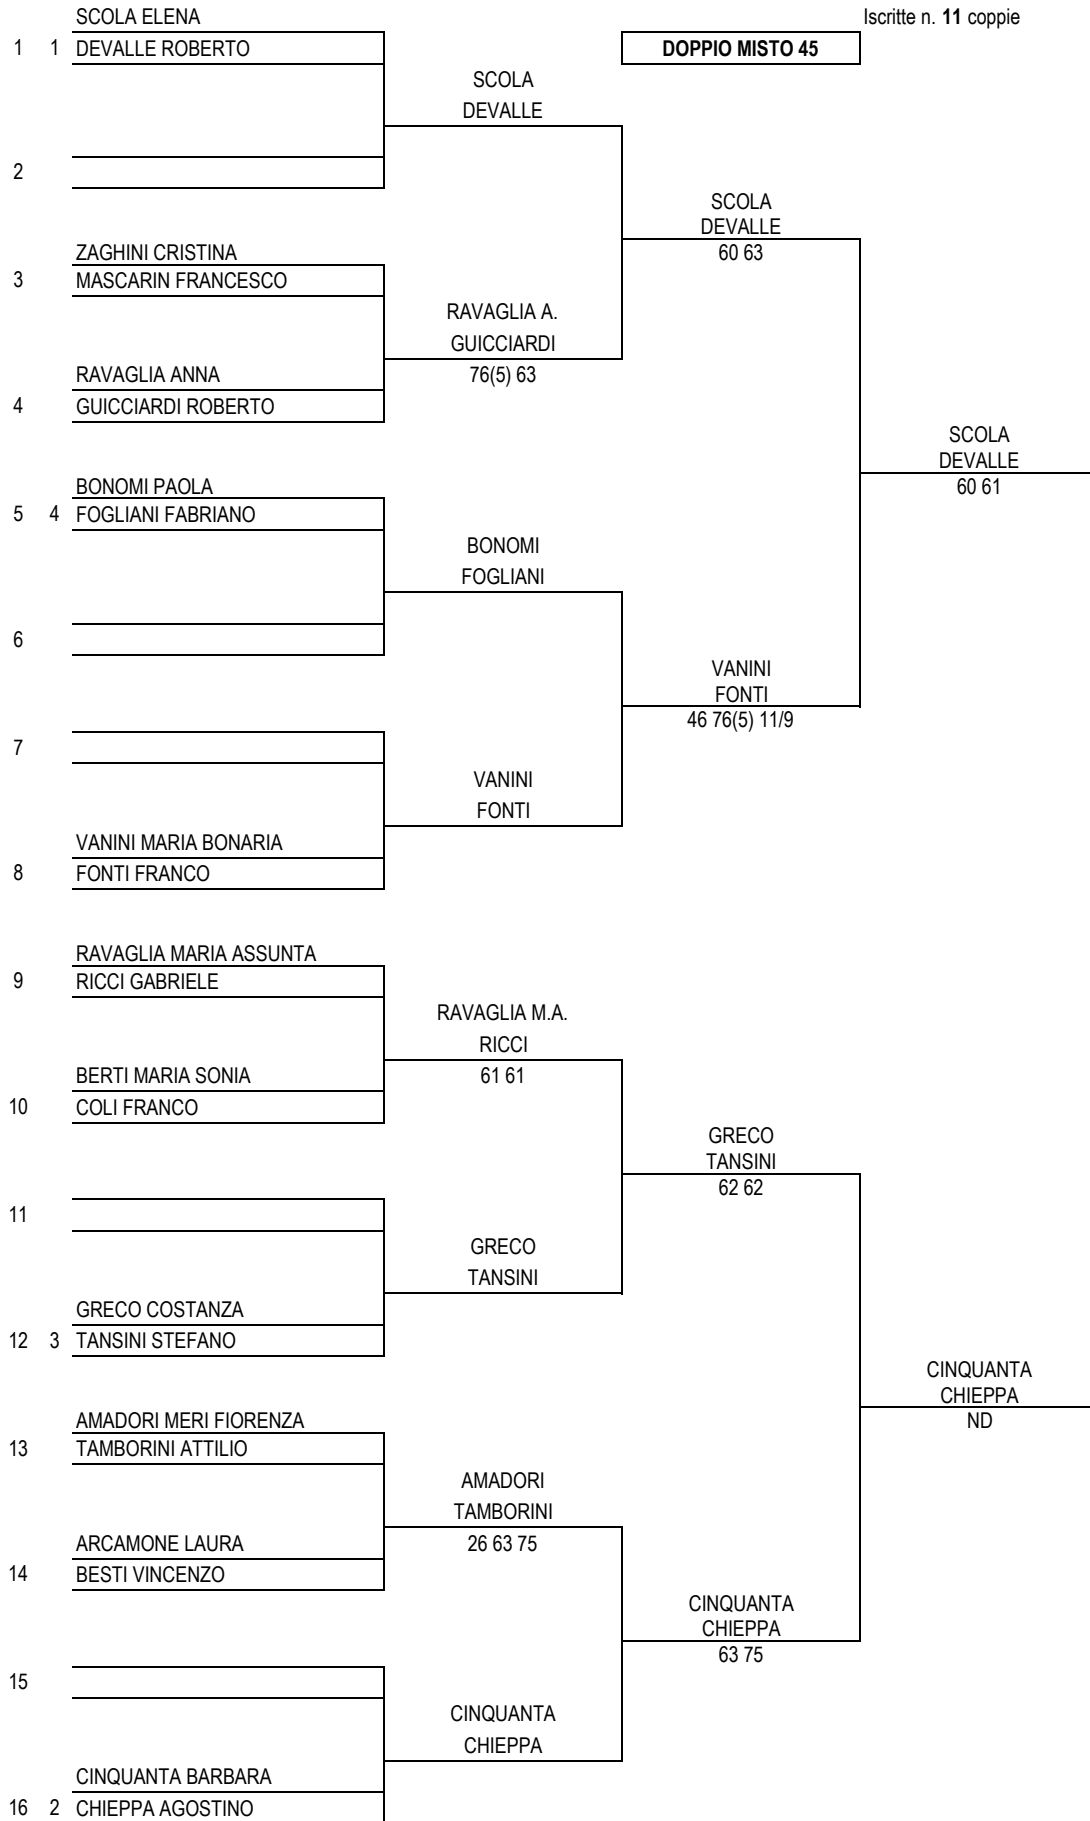 SCOLA ELENA
Iscritte n. 11 coppie
1 1 DEVALLE ROBERTO
DOPPIO MISTO 45
SCOLA
DEVALLE
2
SCOLA
DEVALLE
60 63
ZAGHINI CRISTINA
3 MASCARIN FRANCESCO
RAVAGLIA A.
GUICCIARDI
76(5) 63
RAVAGLIA ANNA
4 GUICCIARDI ROBERTO
SCOLA
DEVALLE
60 61
BONOMI PAOLA
5 4 FOGLIANI FABRIANO
BONOMI
FOGLIANI
6
VANINI
FONTI
46 76(5) 11/9
7
VANINI
FONTI
VANINI MARIA BONARIA
8 FONTI FRANCO
RAVAGLIA MARIA ASSUNTA
9 RICCI GABRIELE
RAVAGLIA M.A.
RICCI
61 61
BERTI MARIA SONIA
10 COLI FRANCO
GRECO
TANSINI
62 62
11
GRECO
TANSINI
GRECO COSTANZA
12 3 TANSINI STEFANO
CINQUANTA
CHIEPPA
ND
AMADORI MERI FIORENZA
13 TAMBORINI ATTILIO
AMADORI
TAMBORINI
26 63 75
ARCAMONE LAURA
14 BESTI VINCENZO
CINQUANTA
CHIEPPA
63 75
15
CINQUANTA
CHIEPPA
CINQUANTA BARBARA
16 2 CHIEPPA AGOSTINO